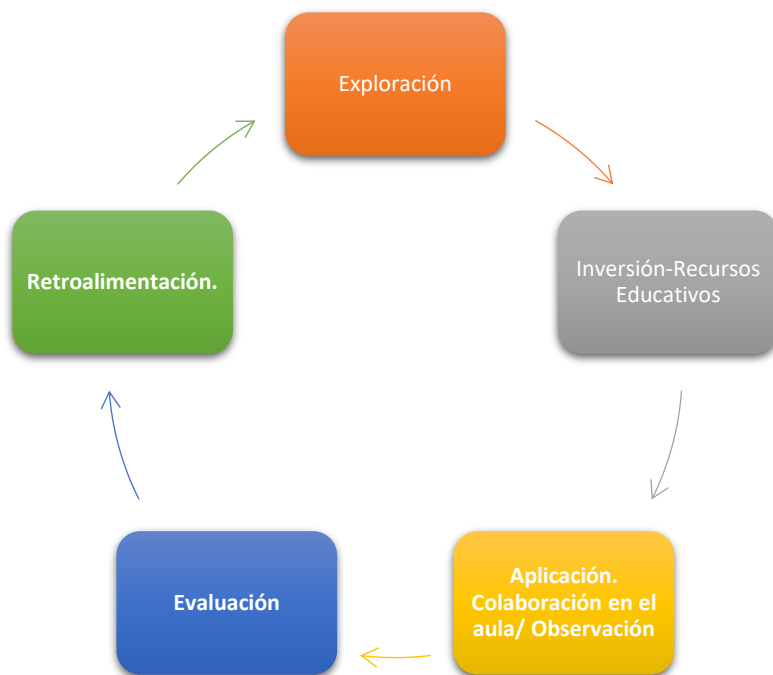 Exploración
Inversión-Recursos
Educativos
Aplicación.
Colaboración en el
aula/ Observación
Evaluación
Retroalimentación.